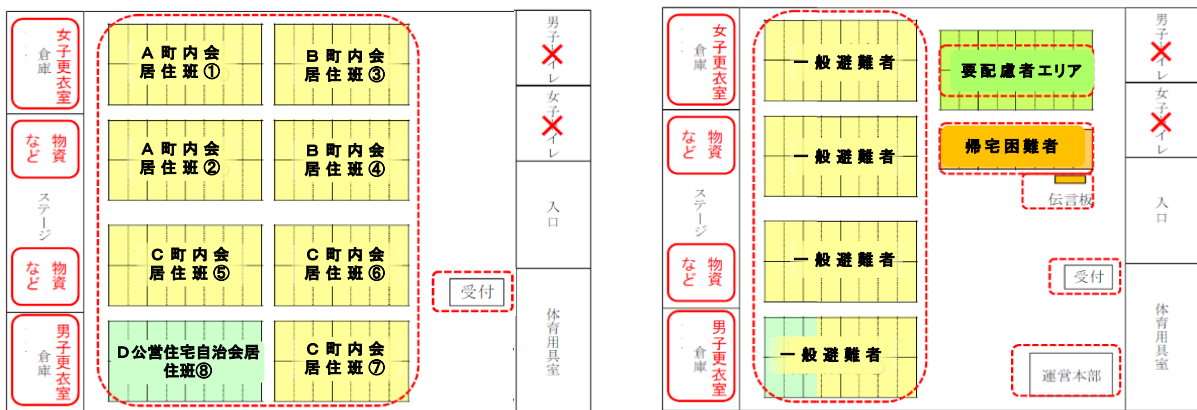 女子更衣室
倉庫
物資
など
ステージ
物資
など
男子更衣室
倉庫
A町内会
居住班①
B町内会
居住班③
A町内会
居住班②
B町内会
居住班④
C町内会
居住班⑤
C町内会
居住班⑥
D公営住宅自治会居
住班⑧
C町内会
居住班⑦
受付
男子トイレ
女子トイレ
入口
体育用具室
女子更衣室
倉庫
物資
など
ステージ
物資
など
男子更衣室
倉庫
一般避難者
一般避難者
一般避難者
一般避難者
要配慮者エリア
帰宅困難者
伝言板
受付
運営本部
男子トイレ
女子トイレ
入口
体育用具室